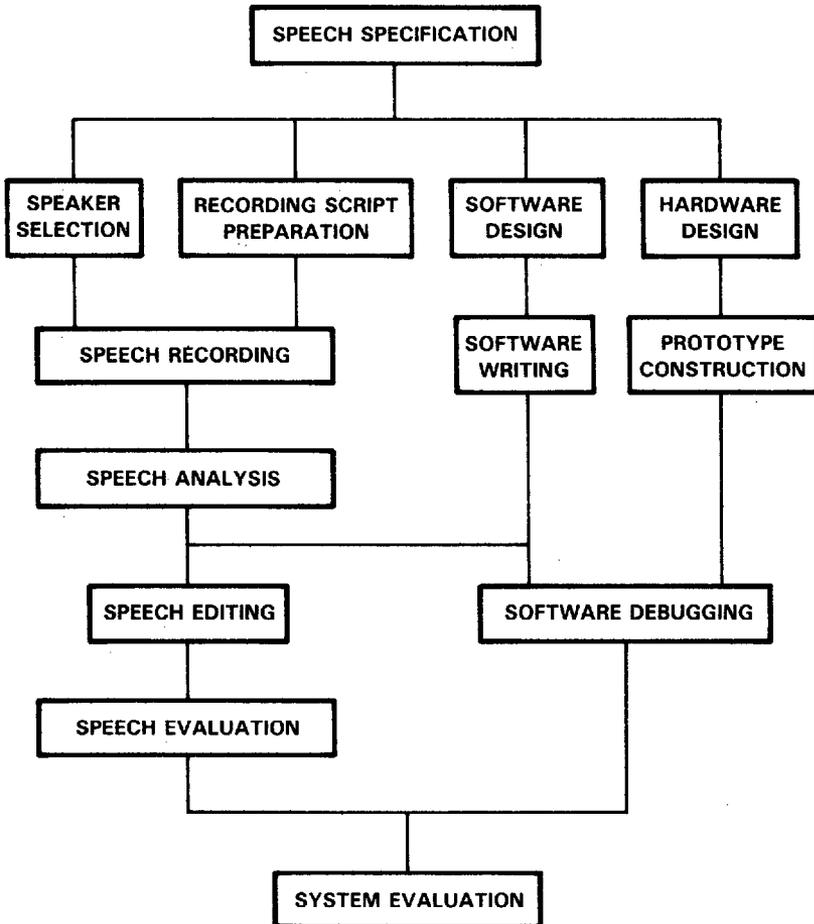 SPEECH SPECIFICATION
SPEAKER
SELECTION
RECORDING SCRIPT
PREPARATION
SOFTWARE
DESIGN
HARDWARE
DESIGN
SPEECH RECORDING
SOFTWARE
WRITING
PROTOTYPE
CONSTRUCTION
SPEECH ANALYSIS
SPEECH EDITING
SOFTWARE DEBUGGING
SPEECH EVALUATION
SYSTEM EVALUATION